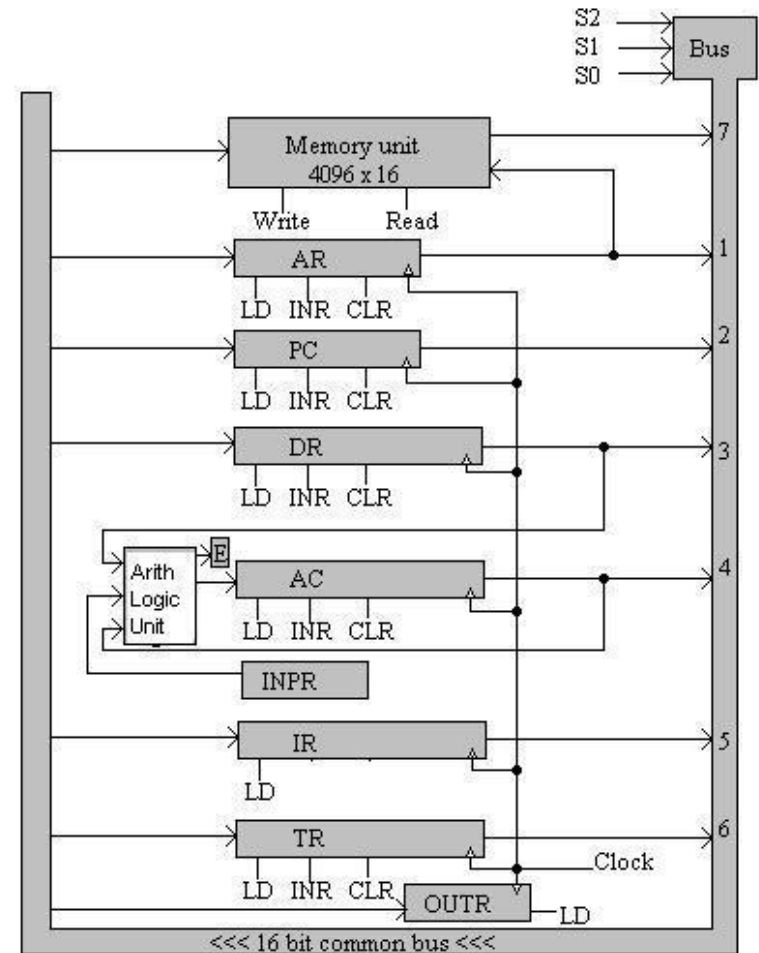 S2
S1
S0
Bus
7
Memory unit
4096 x 16
Write Read
1
AR
LD INR CLR
2
PC
LD INR CLR
3
DR
LD INR CLR
E
4
Arith
Logic
Unit
AC
LD INR CLR
INPR
5
IR
LD
6
TR
Clock
LD INR CLR
OUTR
LD
<<< 16 bit common bus <<<